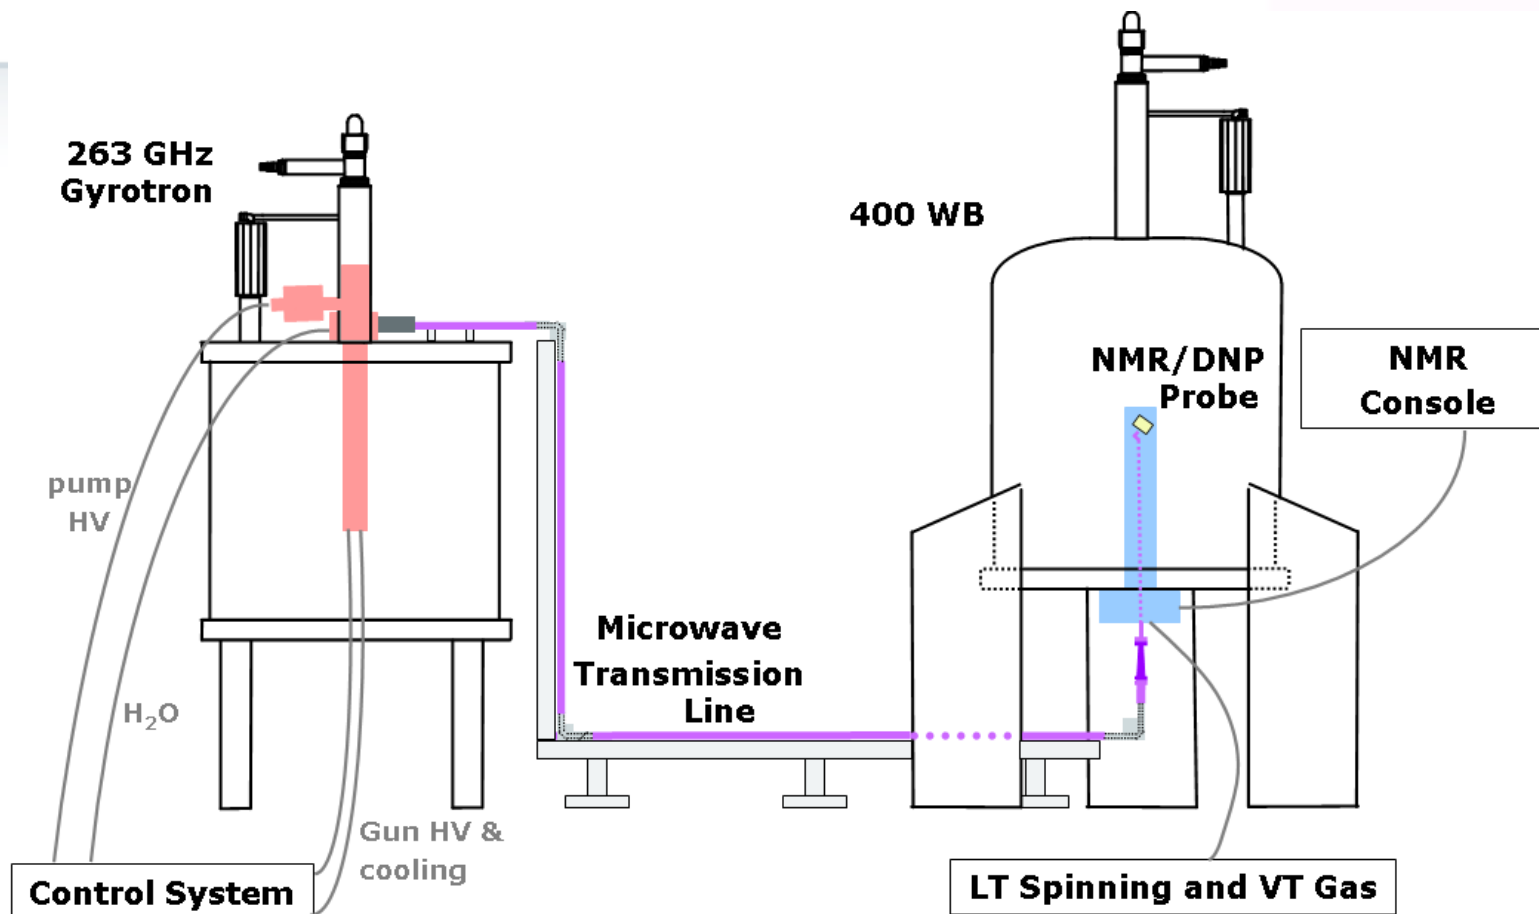 263 GHz
Gyrotron
400 WB
NMR/DNP
Probe
NMR
Console
pump
HV
H₂O
Microwave
Transmission
Line
Gun HV &
cooling
Control System
LT Spinning and VT Gas